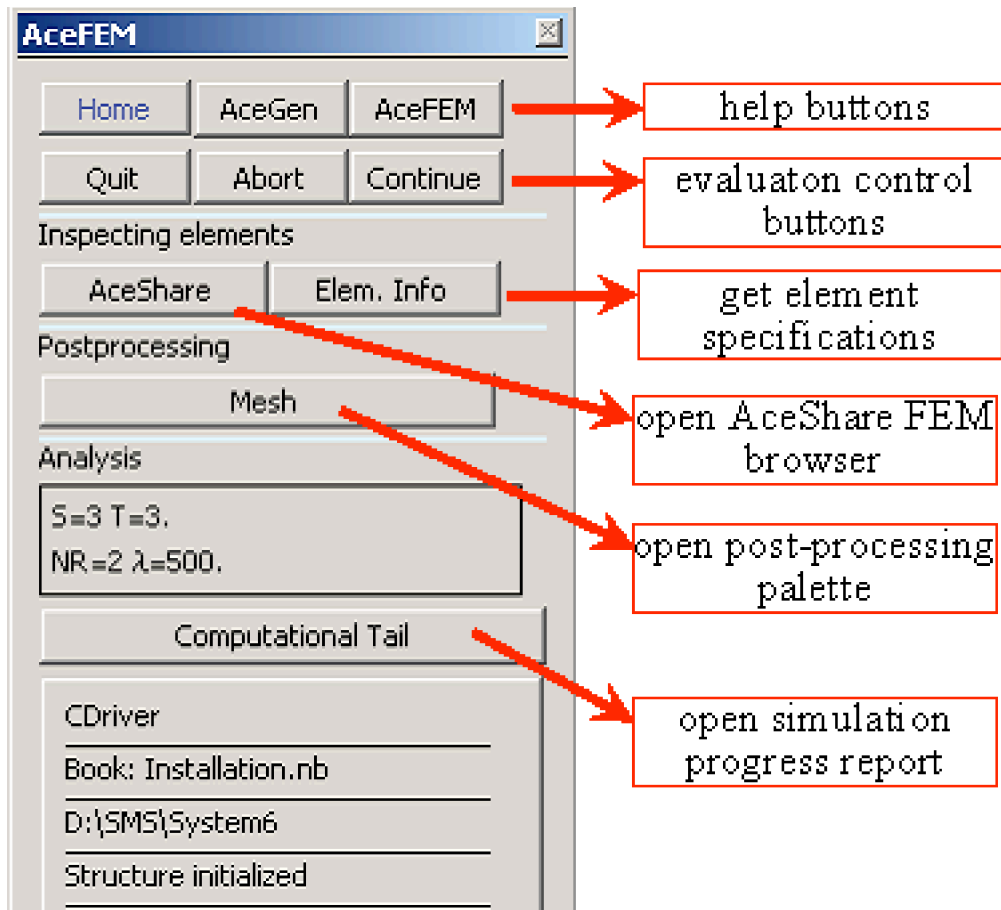 AceFEM
Home AceGen AceFEM
help buttons
Quit Abort Continue
evaluaton control
buttons
Inspecting elements
AceShare Elem. Info
get element
specifications
Postprocessing
Mesh
open AceShare FEM
browser
Analysis
S=3 T=3.
NR=2 λ=500.
open post-processing
palette
Computational Tail
open simulation
progress report
CDriver
Book: Installation.nb
D:\SMS\System6
Structure initialized